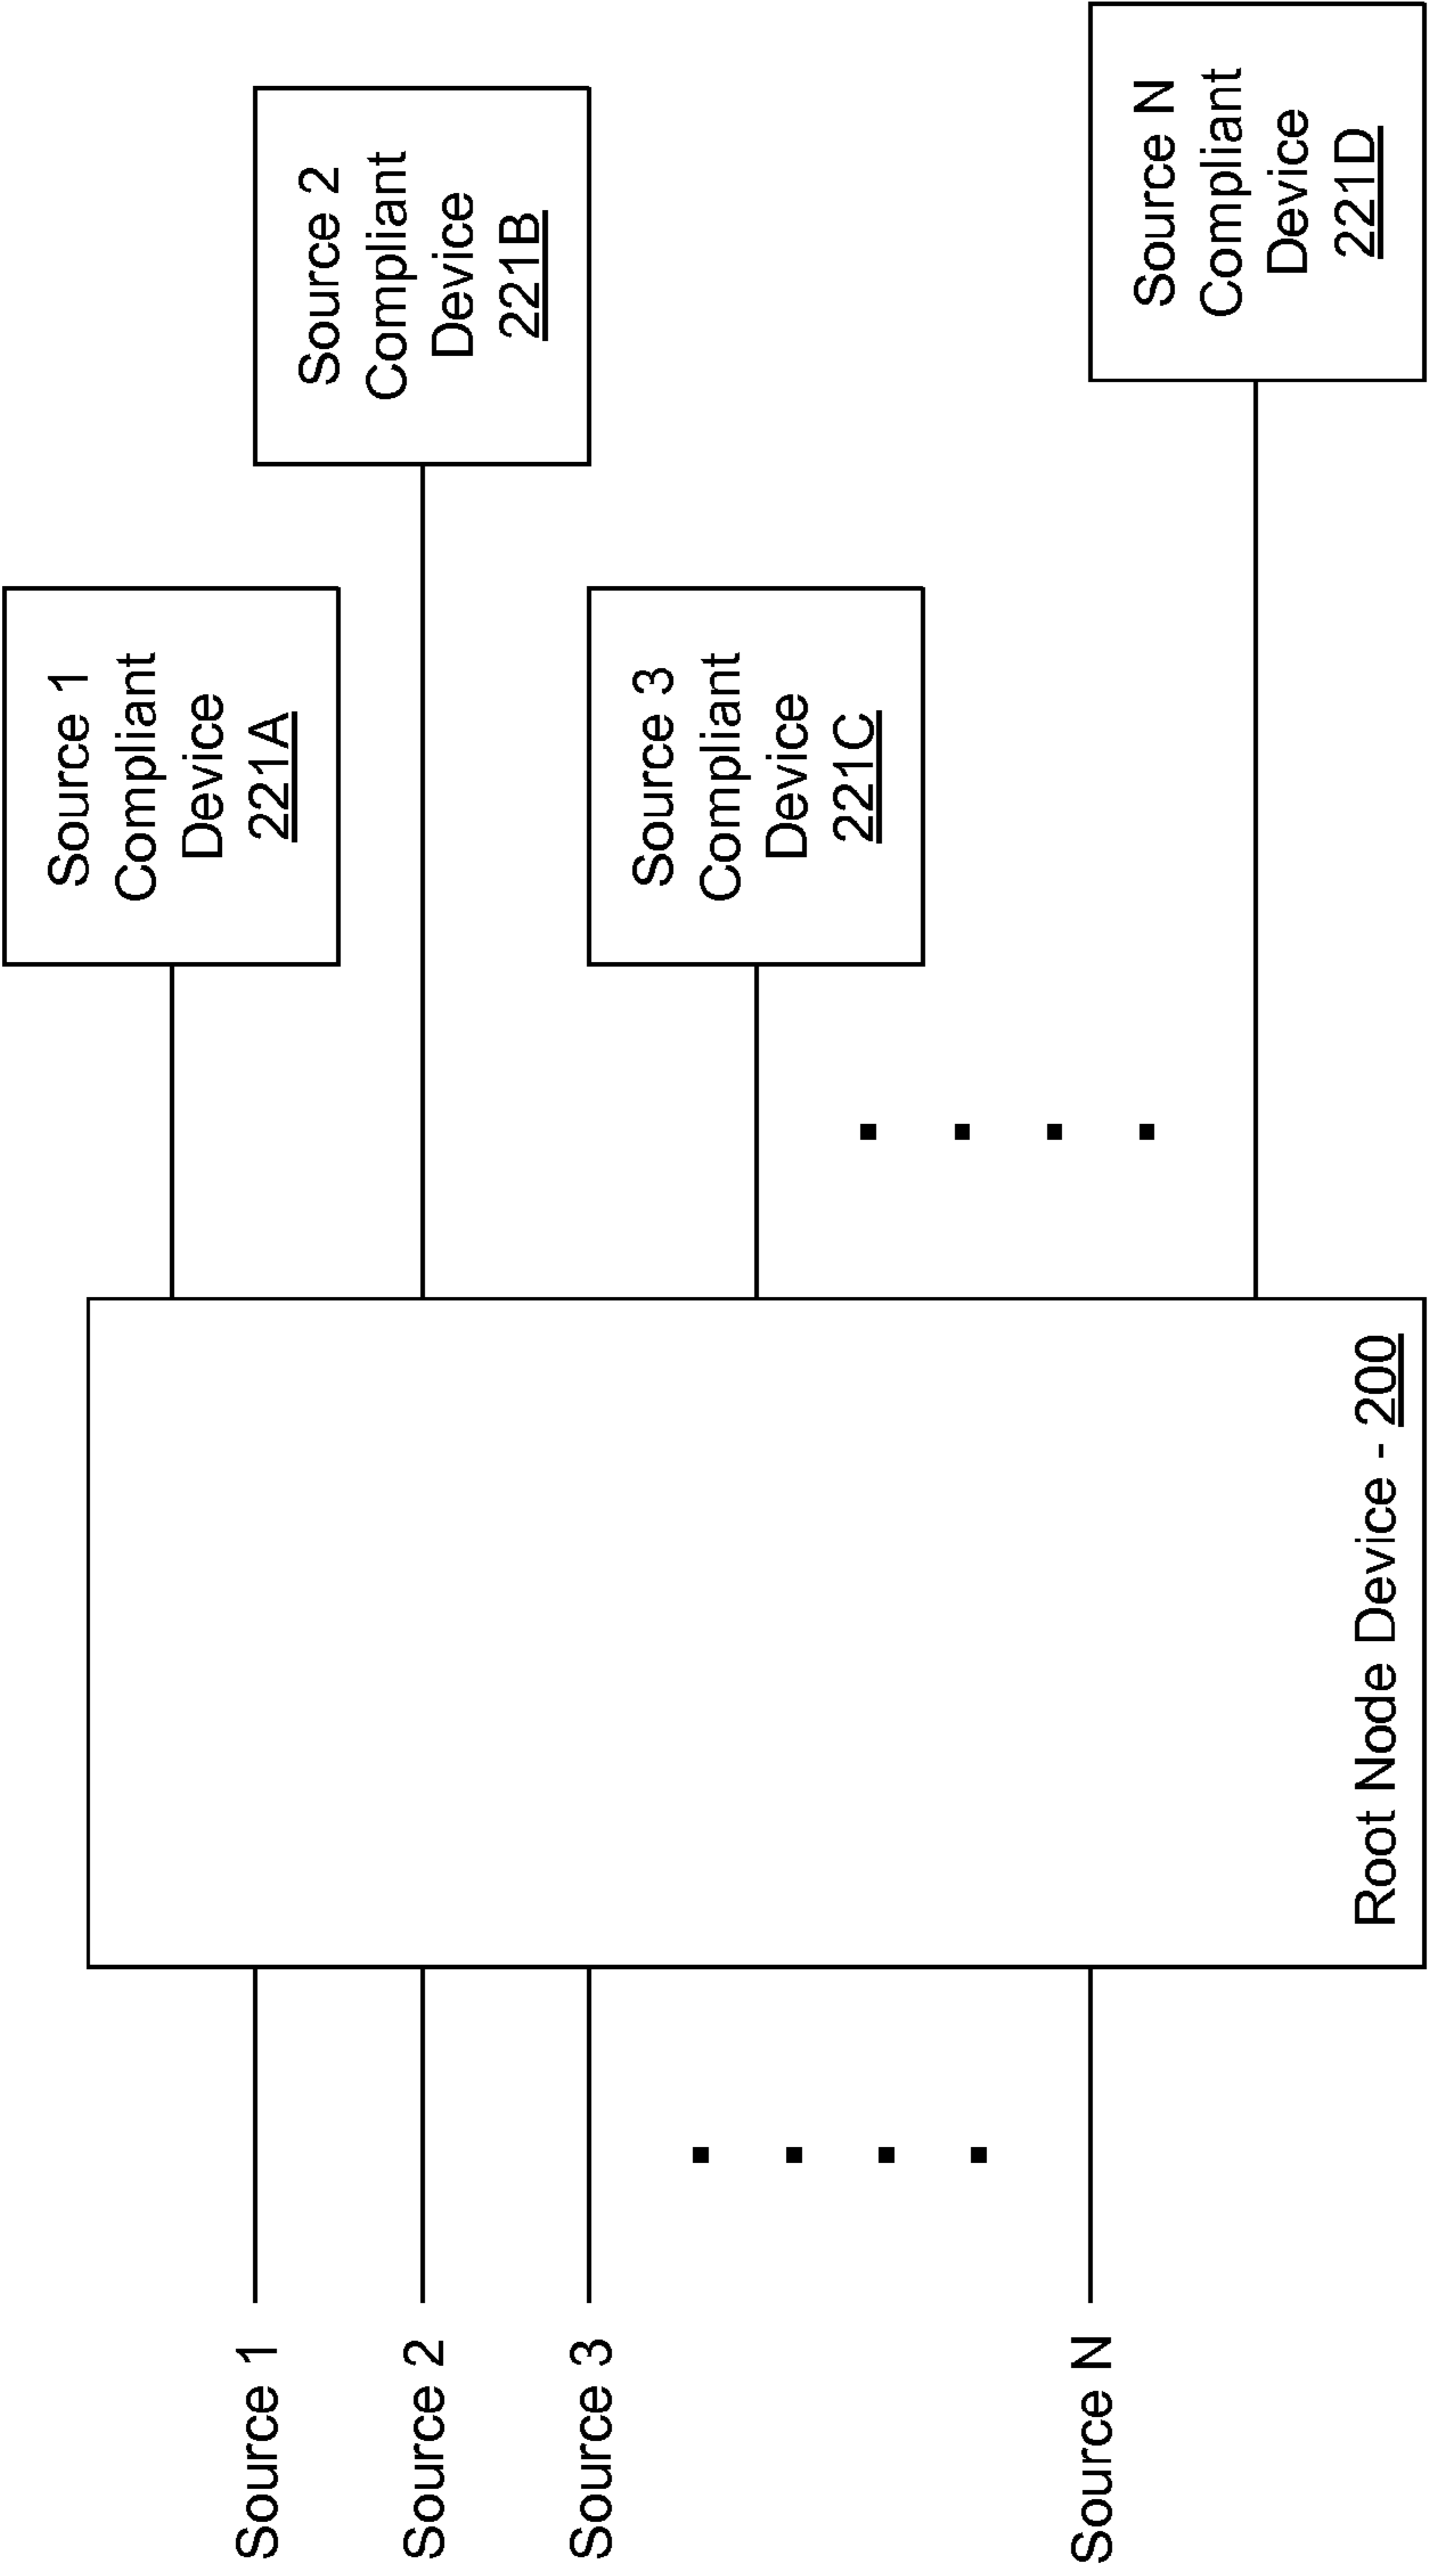 Source 1
Source 2
Source 3
Source N
Root Node Device - 200
Source 1
Compliant
Device
221A
Source 2
Compliant
Device
221B
Source 3
Compliant
Device
221C
Source N
Compliant
Device
221D